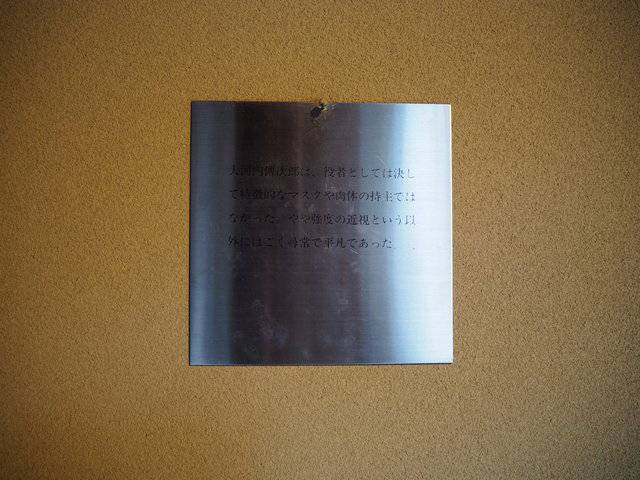 大河内傳次郎は、役者としては決し
て特徴的なマスクや肉体の持主では
なかった。やや強度の近視という以
外にはごく尋常で平凡であった。